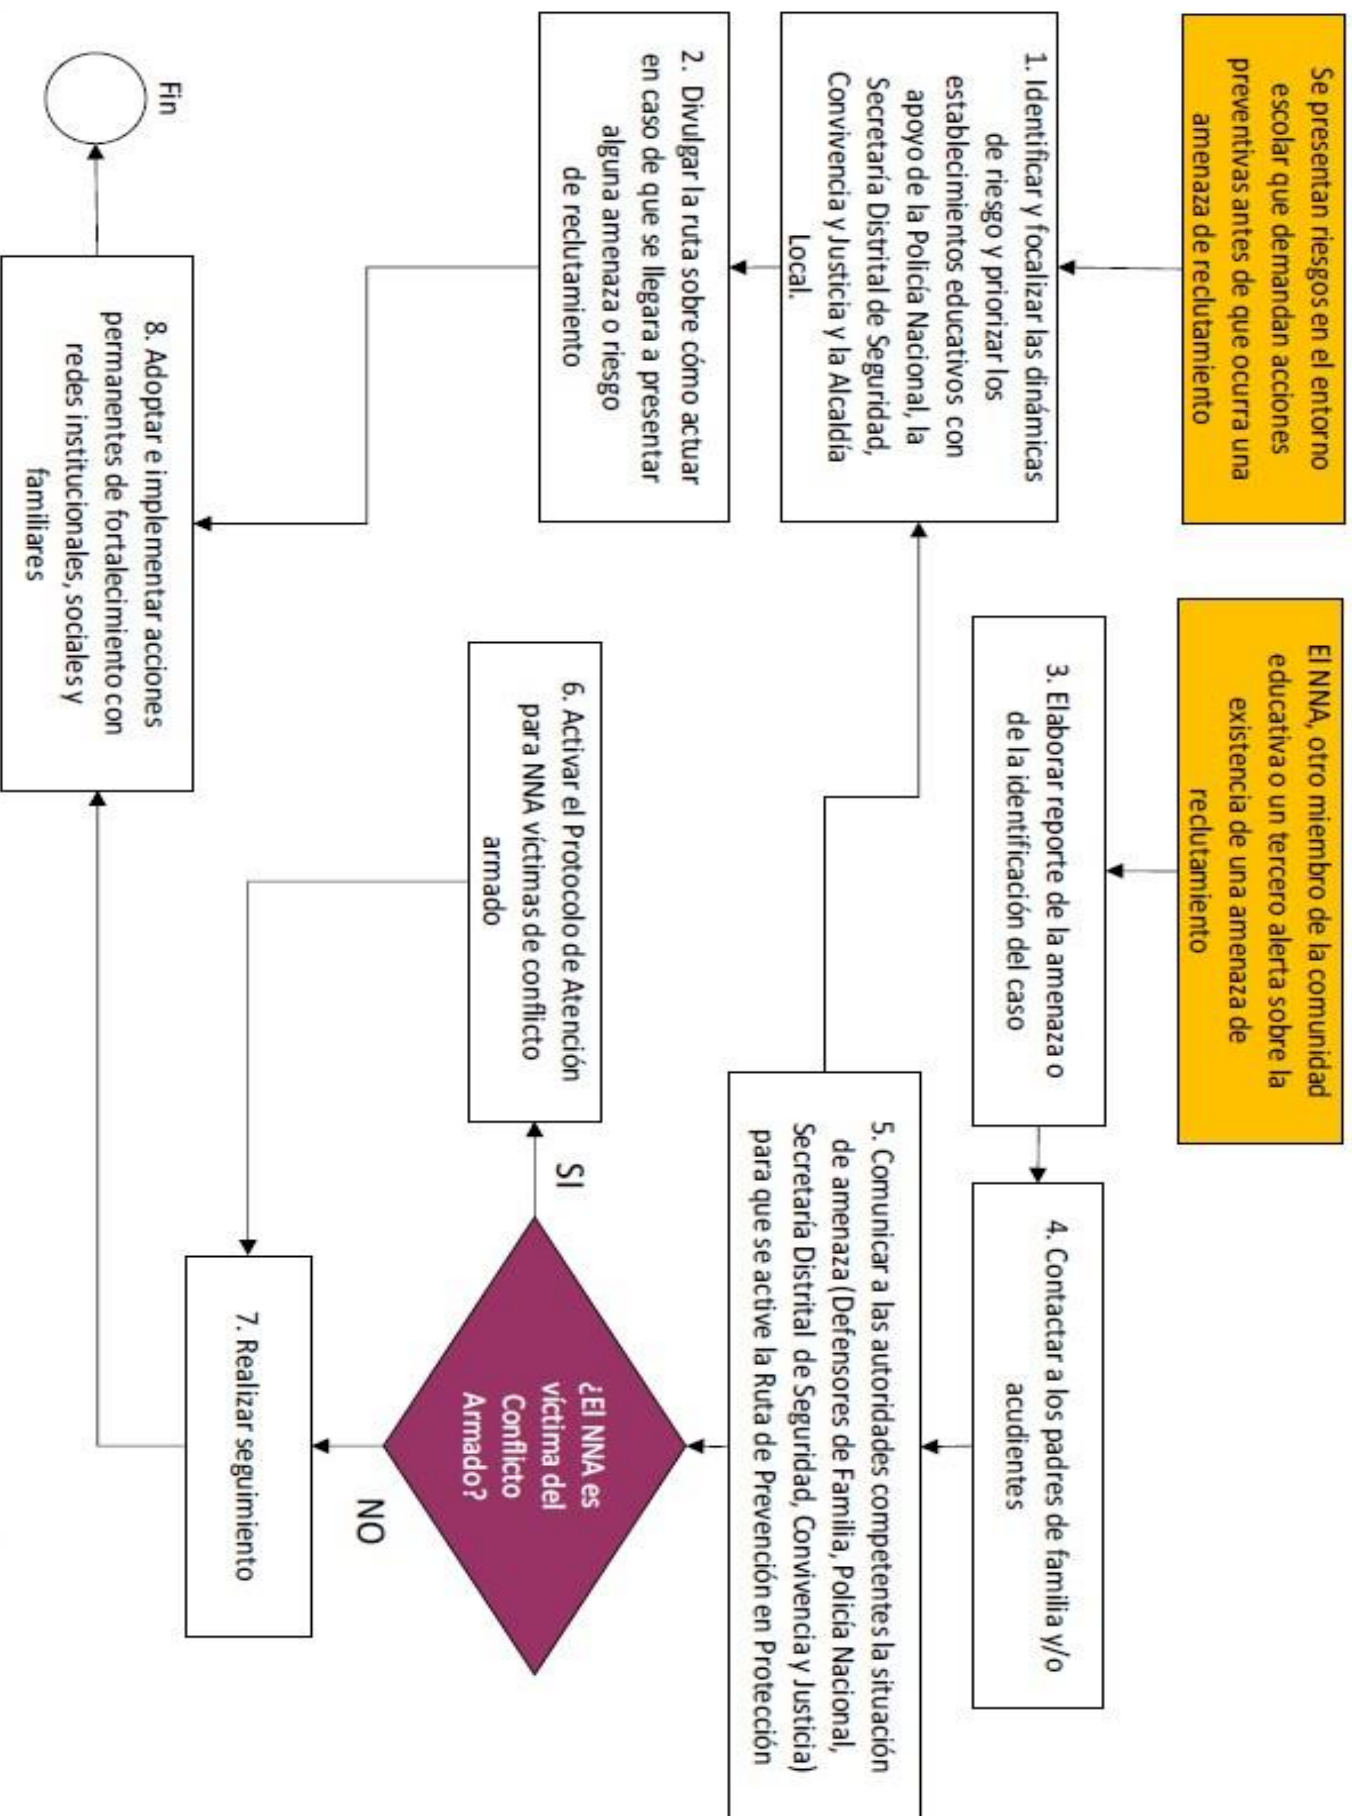 Se presentan riesgos en el entorno
escolar que demandan acciones
preventivas antes de que ocurra una
amenaza de reclutamiento
1. Identificar y focalizar las dinámicas
de riesgo y priorizar los
establecimientos educativos con
apoyo de la Policía Nacional, la
Secretaría Distrital de Seguridad,
Convivencia y Justicia y la Alcaldía
Local.
2. Divulgar la ruta sobre cómo actuar
en caso de que se llegara a presentar
alguna amenaza o riesgo
de reclutamiento
El NNA, otro miembro de la comunidad
educativa o un tercero alerta sobre la
existencia de una amenaza de
reclutamiento
3. Elaborar reporte de la amenaza o
de la identificación del caso
4. Contactar a los padres de familia y/o
acudientes
5. Comunicar a las autoridades competentes la situación
de amenaza (Defensores de Familia, Policía Nacional,
Secretaría Distrital de Seguridad, Convivencia y Justicia)
para que se active la Ruta de Prevención en Protección
¿El NNA es
víctima del
Conflicto
Armado?
SI
NO
6. Activar el Protocolo de Atención
para NNA víctimas de conflicto
armado
7. Realizar seguimiento
8. Adoptar e implementar acciones
permanentes de fortalecimiento con
redes institucionales, sociales y
familiares
Fin